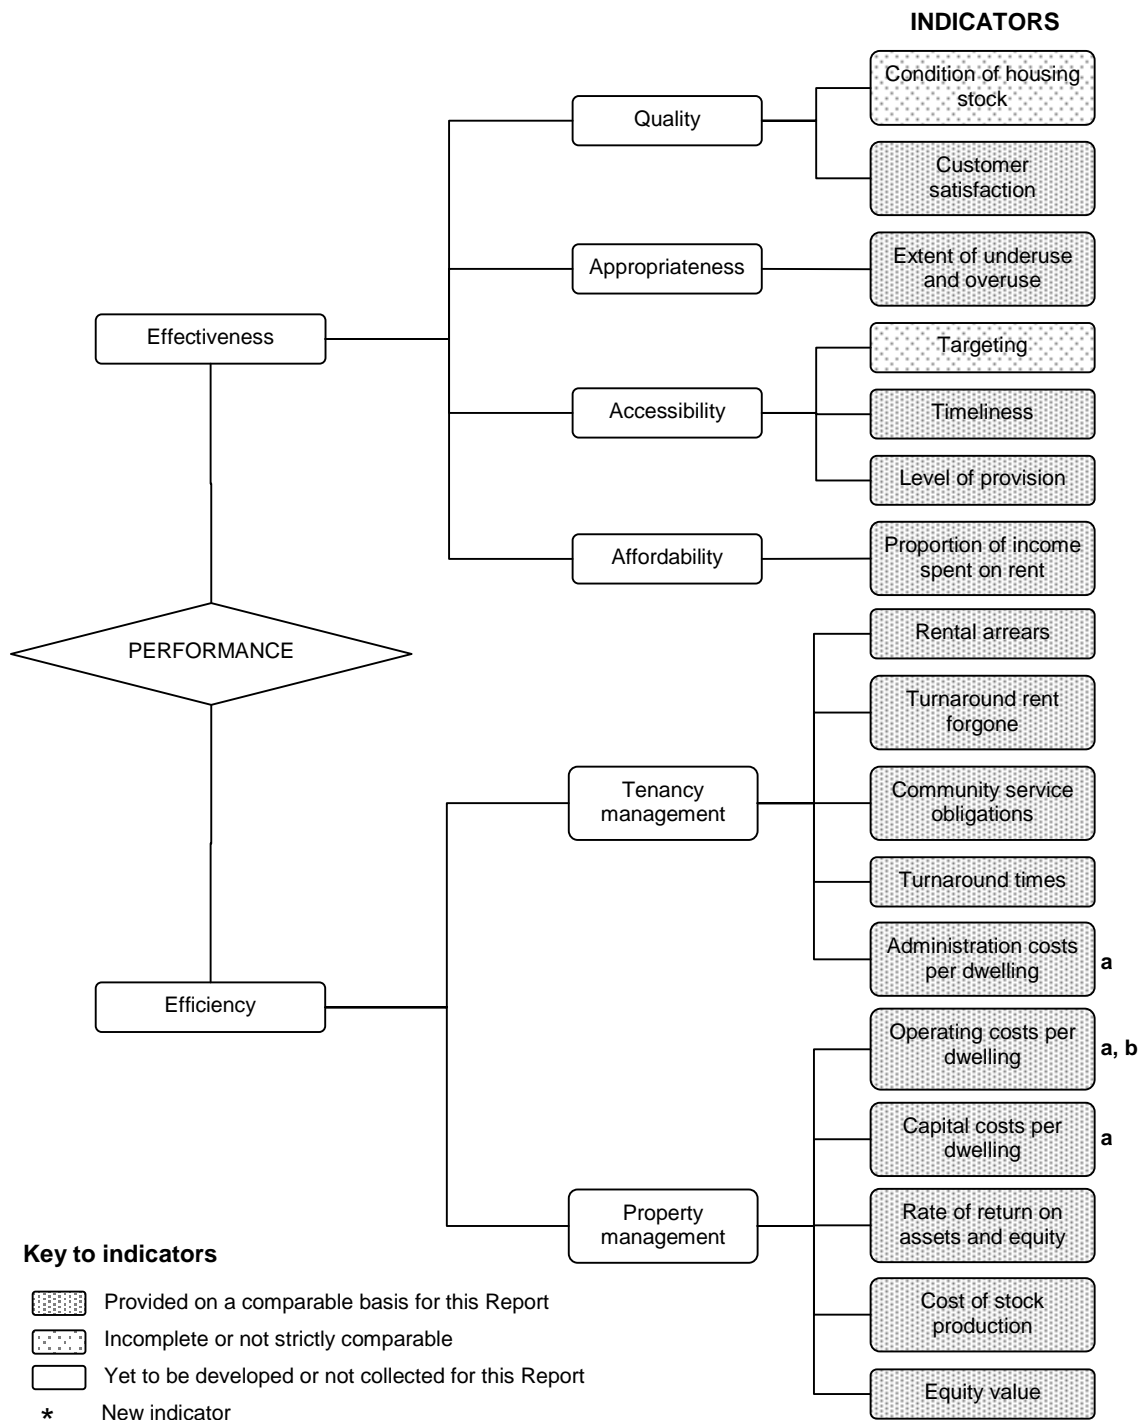 INDICATORS
Condition of housing
stock
Quality
Customer
satisfaction
Appropriateness
Extent of underuse
and overuse
Effectiveness
Targeting
Accessibility
Timeliness
Level of provision
Affordability
Proportion of income
spent on rent
PERFORMANCE
Rental arrears
Turnaround rent
forgone
Tenancy
management
Community service
obligations
Turnaround times
Administration costs
per dwelling
a
Efficiency
Operating costs per
dwelling
a, b
Capital costs per
dwelling
a
Property
management
Rate of return on
assets and equity
Cost of stock
production
Equity value
Key to indicators
Provided on a comparable basis for this Report
Incomplete or not strictly comparable
Yet to be developed or not collected for this Report
* New indicator